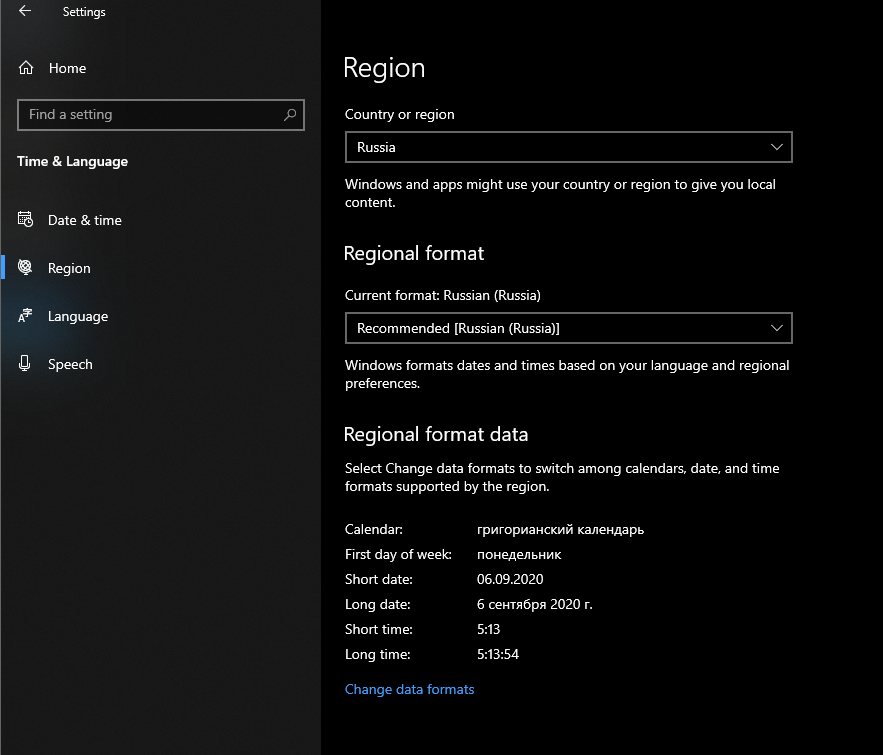 Settings
Home
Find a setting
Time & Language
Date & time
Region
Language
Speech
Region
Country or region
Russia
Windows and apps might use your country or region to give you local
content.
Regional format
Current format: Russian (Russia)
Recommended [Russian (Russia)]
Windows formats dates and times based on your language and regional
preferences.
Regional format data
Select Change data formats to switch among calendars, date, and time
formats supported by the region.
Calendar: григорианский календарь
First day of week: понедельник
Short date: 06.09.2020
Long date: 6 сентября 2020 г.
Short time: 5:13
Long time: 5:13:54
Change data formats